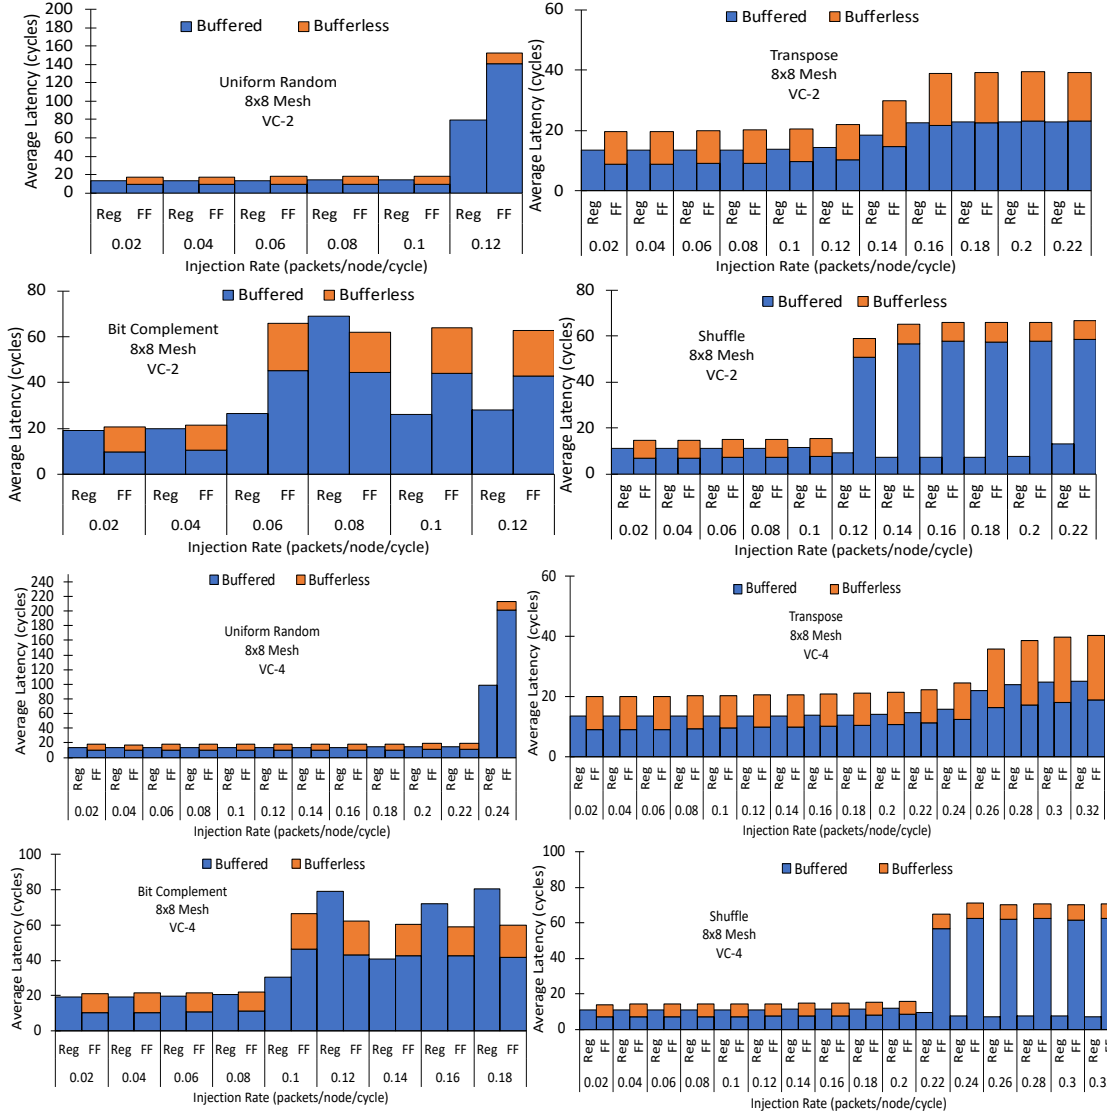 Buffered Bufferless
Uniform Random
8x8 Mesh
VC-2
Average Latency (cycles)
200
180
160
140
120
100
80
60
40
20
0
Reg FF Reg FF Reg FF Reg FF Reg FF Reg FF
0.02 0.04 0.06 0.08 0.1 0.12
Injection Rate (packets/node/cycle)
Buffered Bufferless
Transpose
8x8 Mesh
VC-2
Average Latency (cycles)
60
40
20
0
Reg FF Reg FF Reg FF Reg FF Reg FF Reg FF Reg FF Reg FF Reg FF Reg FF Reg FF
0.02 0.04 0.06 0.08 0.1 0.12 0.14 0.16 0.18 0.2 0.22
Injection Rate (packets/node/cycle)
Buffered Bufferless
Bit Complement
8x8 Mesh
VC-2
Average Latency (cycles)
80
60
40
20
0
Reg FF Reg FF Reg FF Reg FF Reg FF Reg FF
0.02 0.04 0.06 0.08 0.1 0.12
Injection Rate (packets/node/cycle)
Buffered Bufferless
Shuffle
8x8 Mesh
VC-2
Average Latency (cycles)
80
60
40
20
0
Reg FF Reg FF Reg FF Reg FF Reg FF Reg FF Reg FF Reg FF Reg FF Reg FF Reg FF
0.02 0.04 0.06 0.08 0.1 0.12 0.14 0.16 0.18 0.2 0.22
Injection Rate (packets/node/cycle)
Buffered Bufferless
Uniform Random
8x8 Mesh
VC-4
Average Latency (cycles)
240
220
200
180
160
140
120
100
80
60
40
20
0
Reg FF Reg FF Reg FF Reg FF Reg FF Reg FF Reg FF Reg FF Reg FF Reg FF Reg FF Reg FF
0.02 0.04 0.06 0.08 0.1 0.12 0.14 0.16 0.18 0.2 0.22 0.24
Injection Rate (packets/node/cycle)
Buffered Bufferless
Transpose
8x8 Mesh
VC-4
Average Latency (cycles)
60
40
20
0
Reg FF Reg FF Reg FF Reg FF Reg FF Reg FF Reg FF Reg FF Reg FF Reg FF Reg FF Reg FF Reg FF Reg FF Reg FF Reg FF
0.02 0.04 0.06 0.08 0.1 0.12 0.14 0.16 0.18 0.2 0.22 0.24 0.26 0.28 0.3 0.32
Injection Rate (packets/node/cycle)
Buffered Bufferless
Bit Complement
8x8 Mesh
VC-4
Average Latency (cycles)
100
80
60
40
20
0
Reg FF Reg FF Reg FF Reg FF Reg FF Reg FF Reg FF Reg FF Reg FF
0.02 0.04 0.06 0.08 0.1 0.12 0.14 0.16 0.18
Injection Rate (packets/node/cycle)
Buffered Bufferless
Shuffle
8x8 Mesh
VC-4
Average Latency (cycles)
100
80
60
40
20
0
Reg FF Reg FF Reg FF Reg FF Reg FF Reg FF Reg FF Reg FF Reg FF Reg FF Reg FF Reg FF Reg FF Reg FF Reg FF Reg
0.02 0.04 0.06 0.08 0.1 0.12 0.14 0.16 0.18 0.2 0.22 0.24 0.26 0.28 0.3
Injection Rate (packets/node/cycle)